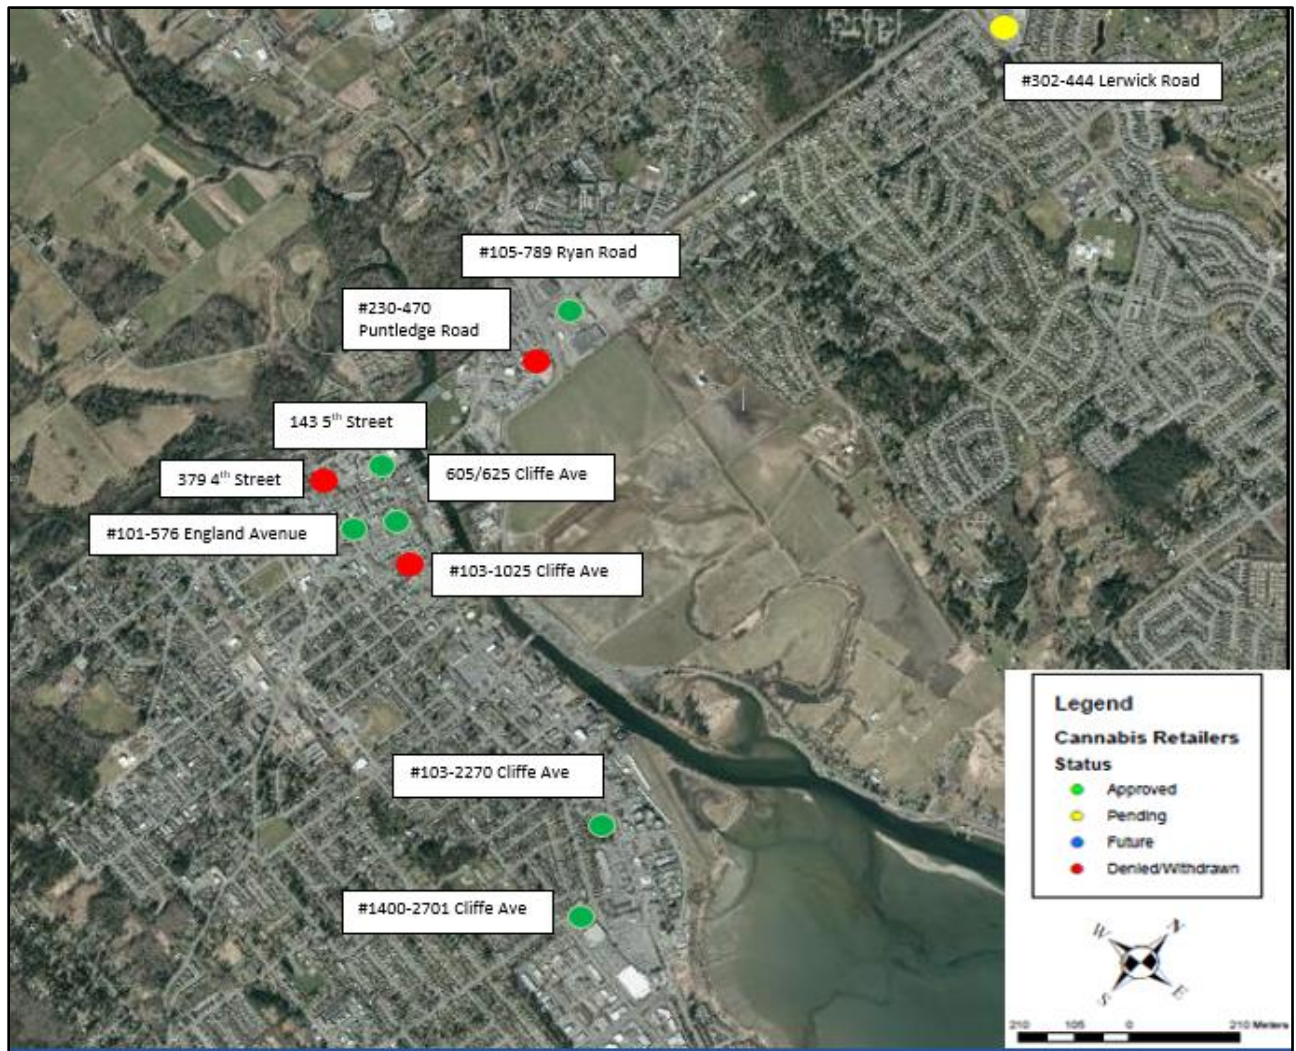 #302-444 Lerwick Road
#105-789 Ryan Road
#230-470
Puntledge Road
143 5th Street
379 4th Street
605/625 Cliffe Ave
#101-576 England Avenue
#103-1025 Cliffe Ave
#103-2270 Cliffe Ave
#1400-2701 Cliffe Ave
Legend
Cannabis Retailers
Status
Approved
Pending
Future
Denied/Withdrawn
W N
S E
210 105 0 210 Meters